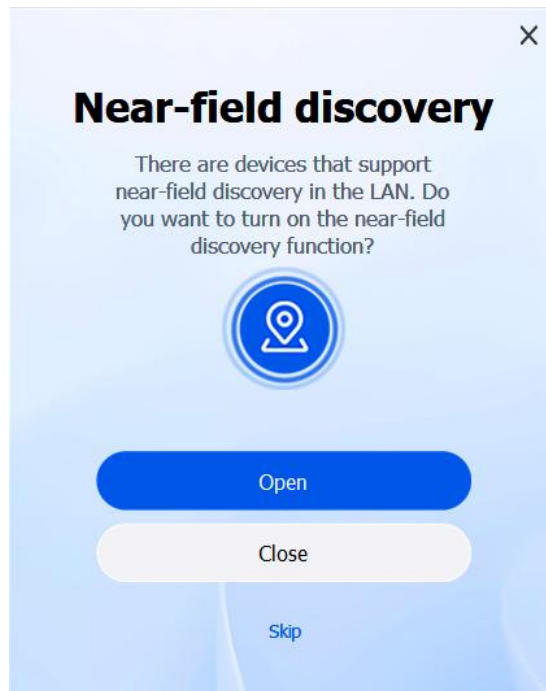 Near-field discovery
There are devices that support
near-field discovery in the LAN. Do
you want to turn on the near-field
discovery function?
Open
Close
Skip